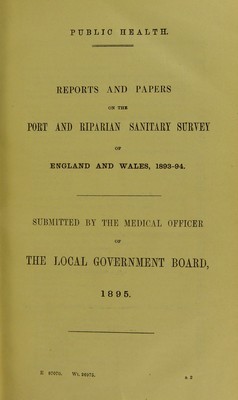 PUBLIC HEALTH.
REPORTS AND PAPERS
ON THE
PORT AND RIPARIAN SANITARY SURVEY
OF
ENGLAND AND WALES, 1893-94.
SUBMITTED BY THE MEDICAL OFFICER
OF
THE LOCAL GOVERNMENT BOARD,
1895.
a 2